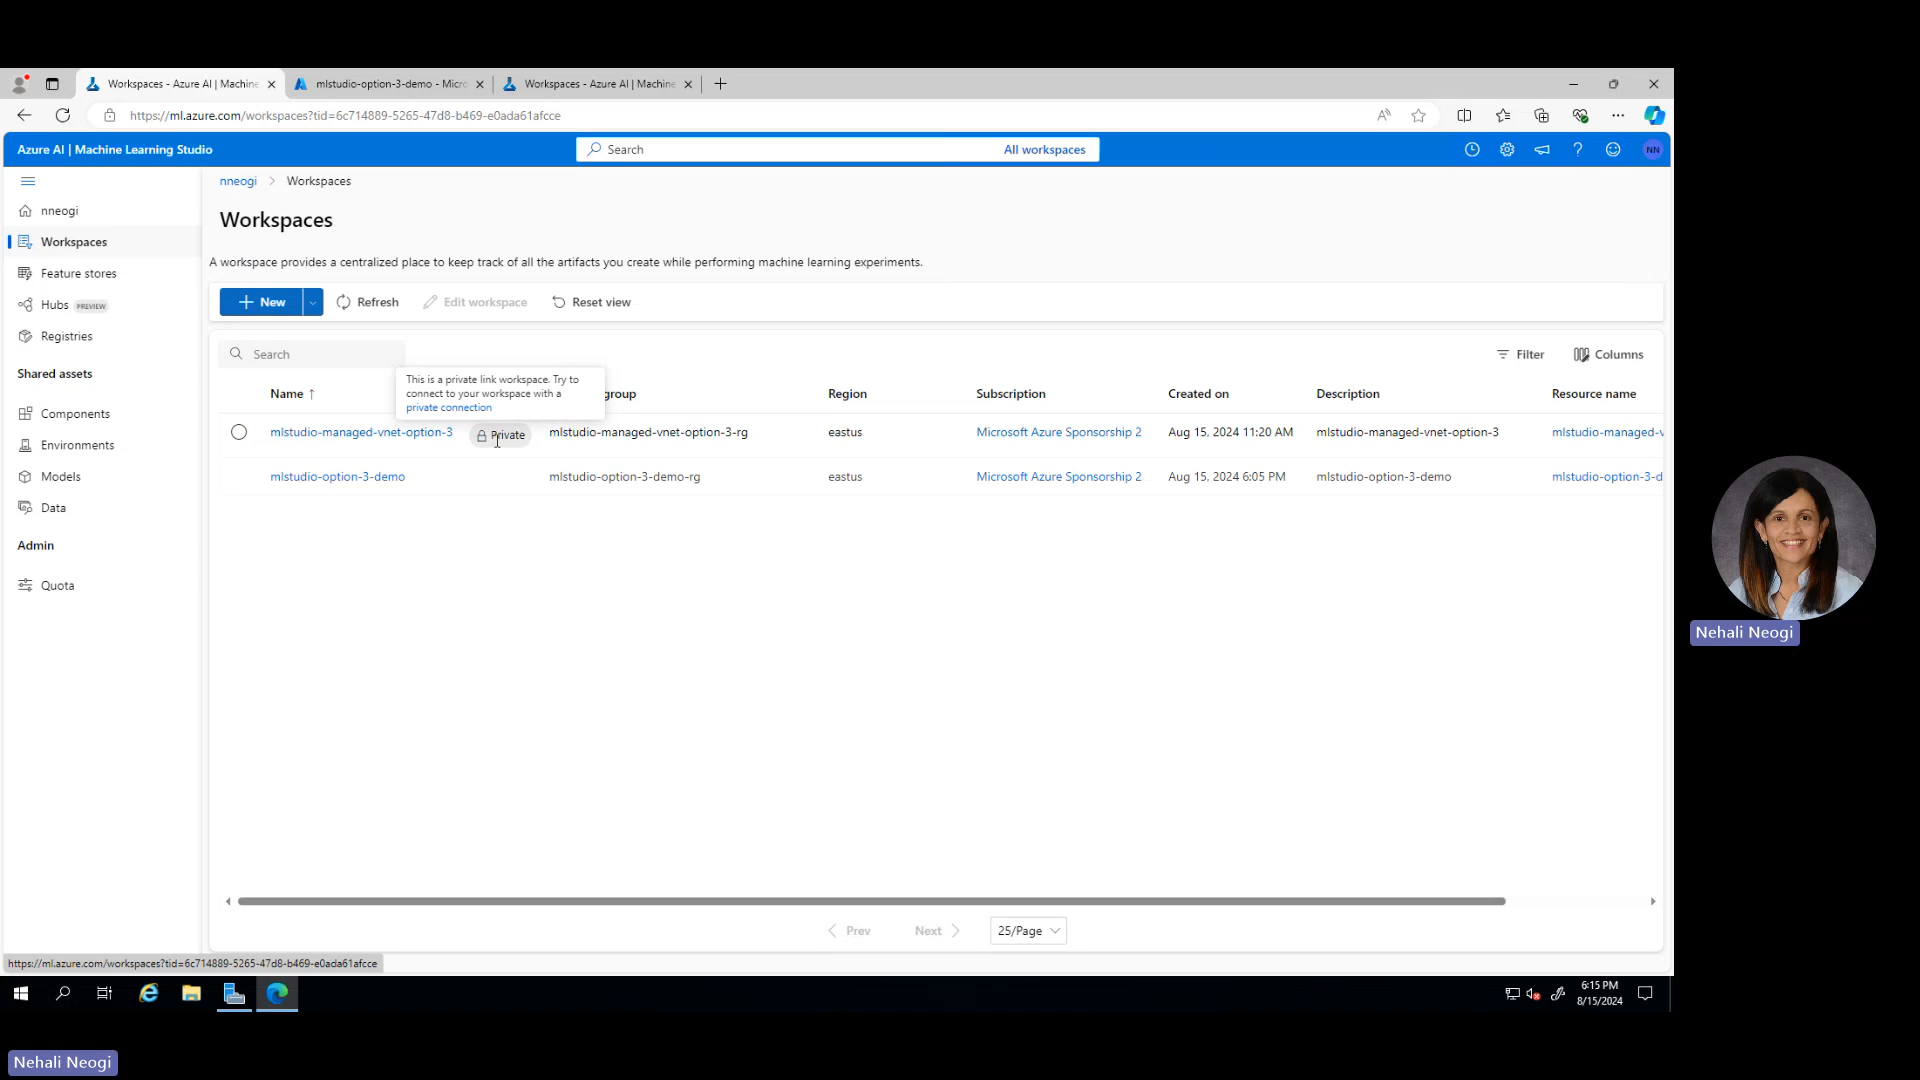 Workspaces - Azure AI | Machine
mlstudio-option-3-demo - Micr
Workspaces - Azure AI | Machine
https://ml.azure.com/workspaces?tid=6c714889-5265-47d8-b469-e0ada61afcce
Azure AI | Machine Learning Studio
Search
All workspaces
NN
nneogi
Workspaces
Feature stores
Hubs PREVIEW
Registries
Shared assets
Components
Environments
Models
Data
Admin
Quota
nneogi > Workspaces
Workspaces
A workspace provides a centralized place to keep track of all the artifacts you create while performing machine learning experiments.
New
Refresh
Edit workspace
Reset view
Search
Filter
Columns
This is a private link workspace. Try to
connect to your workspace with a
private connection
Name ↑ group Region Subscription Created on Description Resource name
mlstudio-managed-vnet-option-3 Private mlstudio-managed-vnet-option-3-rg eastus Microsoft Azure Sponsorship 2 Aug 15, 2024 11:20 AM mlstudio-managed-vnet-option-3 mlstudio-managed-v
mlstudio-option-3-demo mlstudio-option-3-demo-rg eastus Microsoft Azure Sponsorship 2 Aug 15, 2024 6:05 PM mlstudio-option-3-demo mlstudio-option-3-d
Prev
Next
25/Page
https://ml.azure.com/workspaces?tid=6c714889-5265-47d8-b469-e0ada61afcce
6:15 PM
8/15/2024
Nehali Neogi
Nehali Neogi